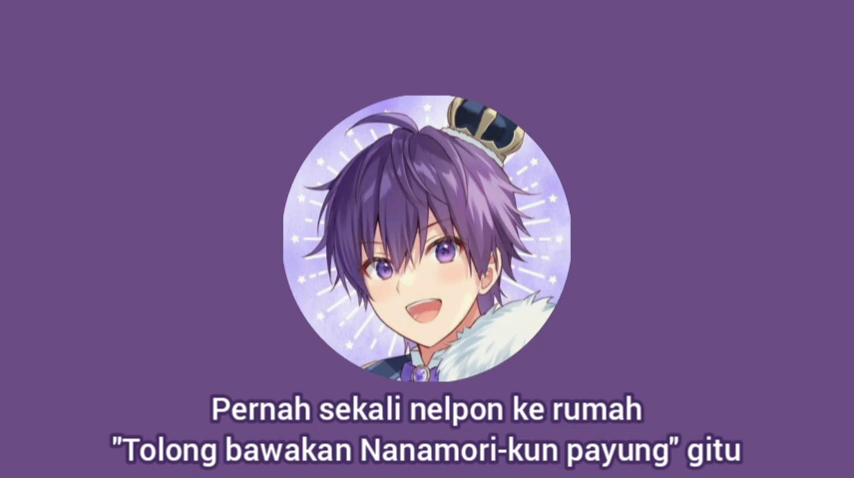 Pernah sekali nelpon ke rumah
"Tolong bawakan Nanamori-kun payung" gitu